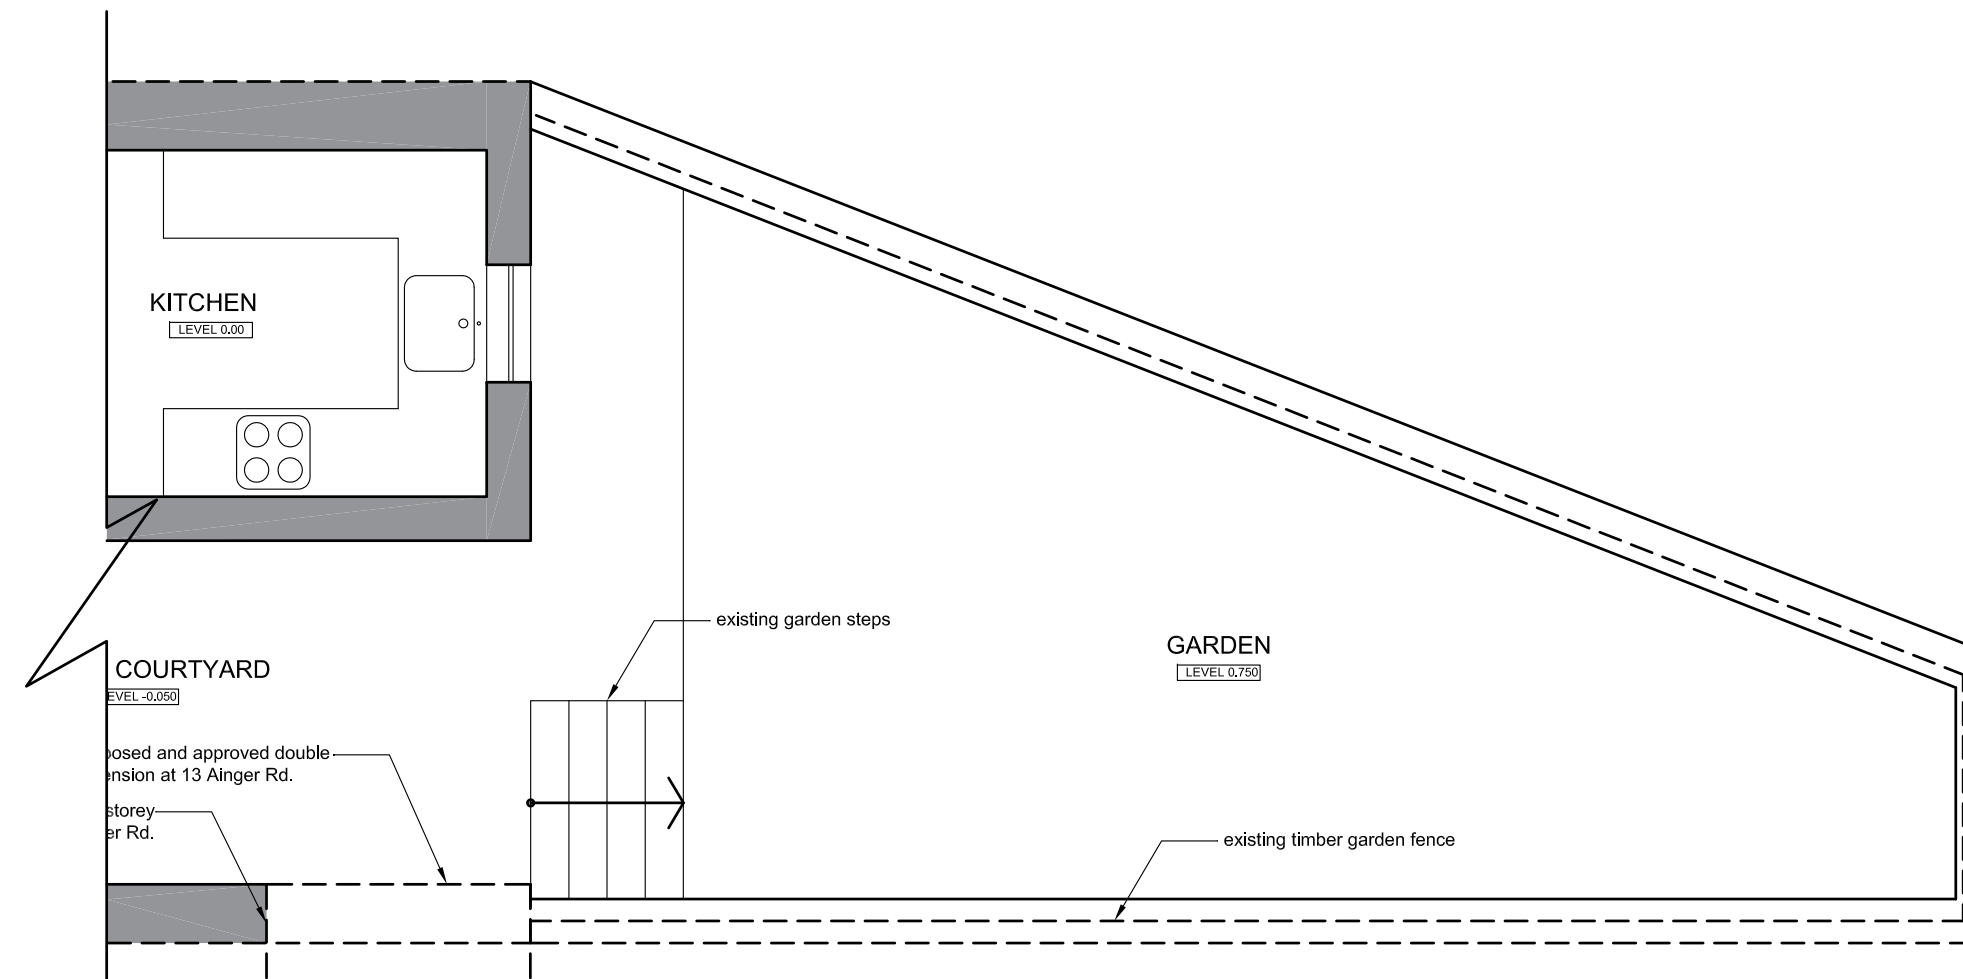 KITCHEN
LEVEL 0.00
existing garden steps
GARDEN
LEVEL 0.750
COURTYARD
EVEL -0.050
posed and approved double
ension at 13 Ainger Rd.
storey
er Rd.
existing timber garden fence